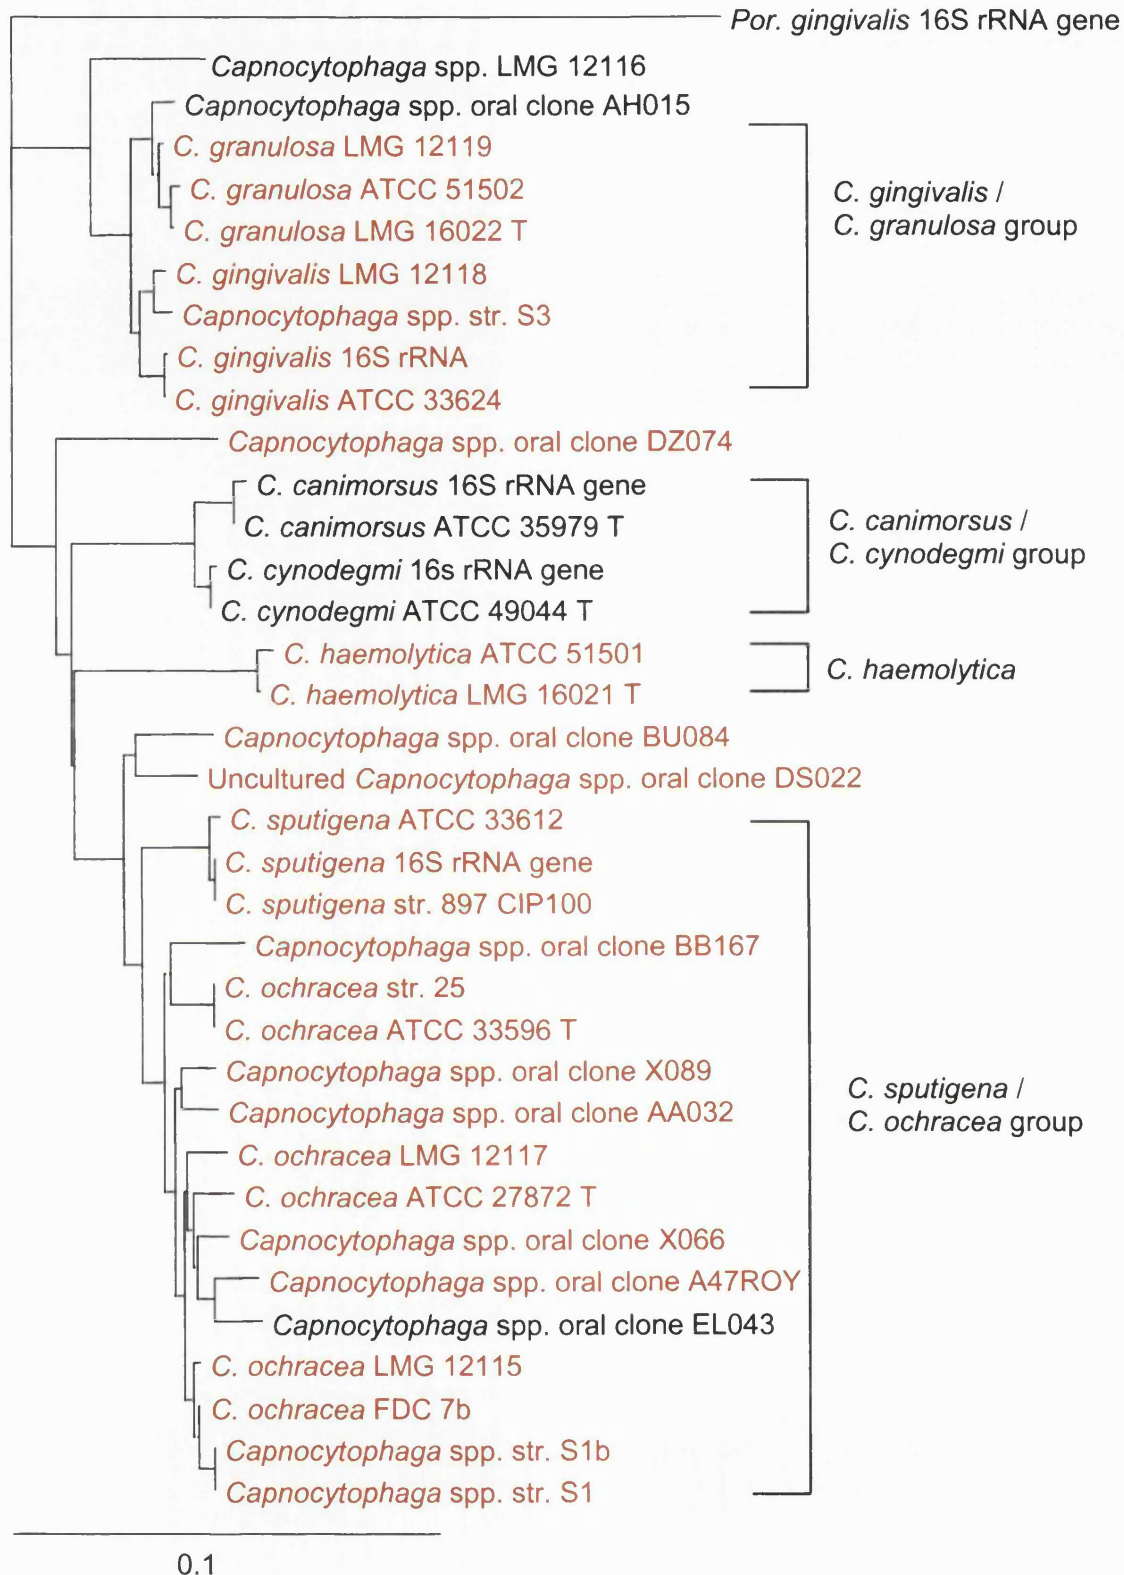 Por. gingivalis 16S rRNA gene
Capnocytophaga spp. LMG 12116
Capnocytophaga spp. oral clone AH015
C. granulosa LMG 12119
C. granulosa ATCC 51502
C. granulosa LMG 16022 T
C. gingivalis LMG 12118
Capnocytophaga spp. str. S3
C. gingivalis 16S rRNA
C. gingivalis ATCC 33624
C. gingivalis /
C. granulosa group
Capnocytophaga spp. oral clone DZ074
C. canimorsus 16S rRNA gene
C. canimorsus ATCC 35979 T
C. cynodegmi 16s rRNA gene
C. cynodegmi ATCC 49044 T
C. canimorsus /
C. cynodegmi group
C. haemolytica ATCC 51501
C. haemolytica LMG 16021 T
C. haemolytica
Capnocytophaga spp. oral clone BU084
Uncultured Capnocytophaga spp. oral clone DS022
C. sputigena ATCC 33612
C. sputigena 16S rRNA gene
C. sputigena str. 897 CIP100
Capnocytophaga spp. oral clone BB167
C. ochracea str. 25
C. ochracea ATCC 33596 T
Capnocytophaga spp. oral clone X089
Capnocytophaga spp. oral clone AA032
C. ochracea LMG 12117
C. ochracea ATCC 27872 T
Capnocytophaga spp. oral clone X066
Capnocytophaga spp. oral clone A47ROY
Capnocytophaga spp. oral clone EL043
C. ochracea LMG 12115
C. ochracea FDC 7b
Capnocytophaga spp. str. S1b
Capnocytophaga spp. str. S1
C. sputigena /
C. ochracea group
0.1